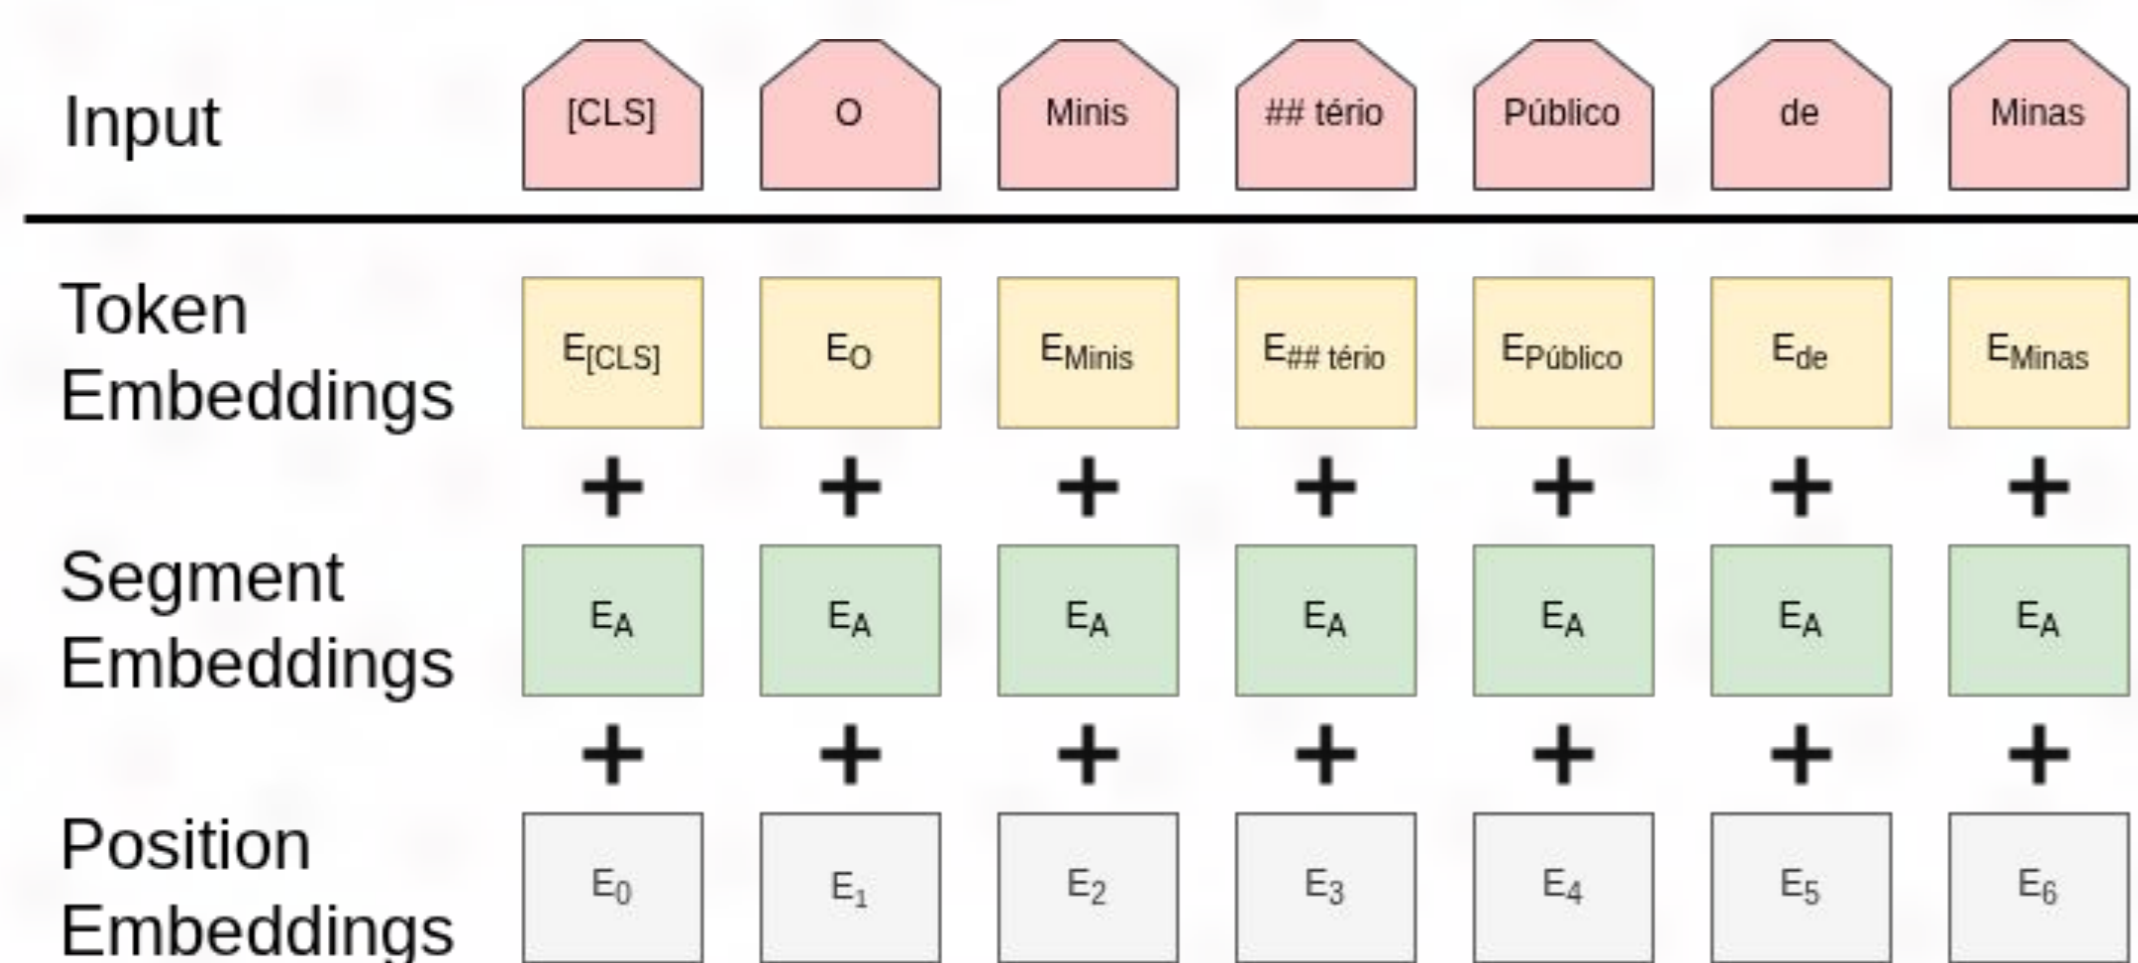 Input [CLS] O Minis ## tério Público de Minas
Token
Embeddings
E[CLS] EO EMinis E## tério EPúblico Ede EMinas
+ + + + + + +
Segment
Embeddings
EA EA EA EA EA EA EA
+ + + + + + +
Position
Embeddings
E0 E1 E2 E3 E4 E5 E6